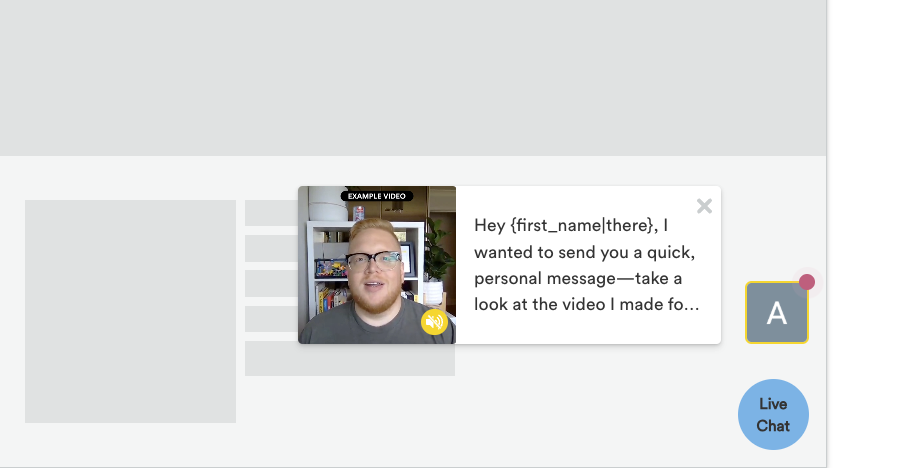 EXAMPLE VIDEO
Hey {first_name|there}, I
wanted to send you a quick,
personal message—take a
look at the video I made fo…
A
Live
Chat